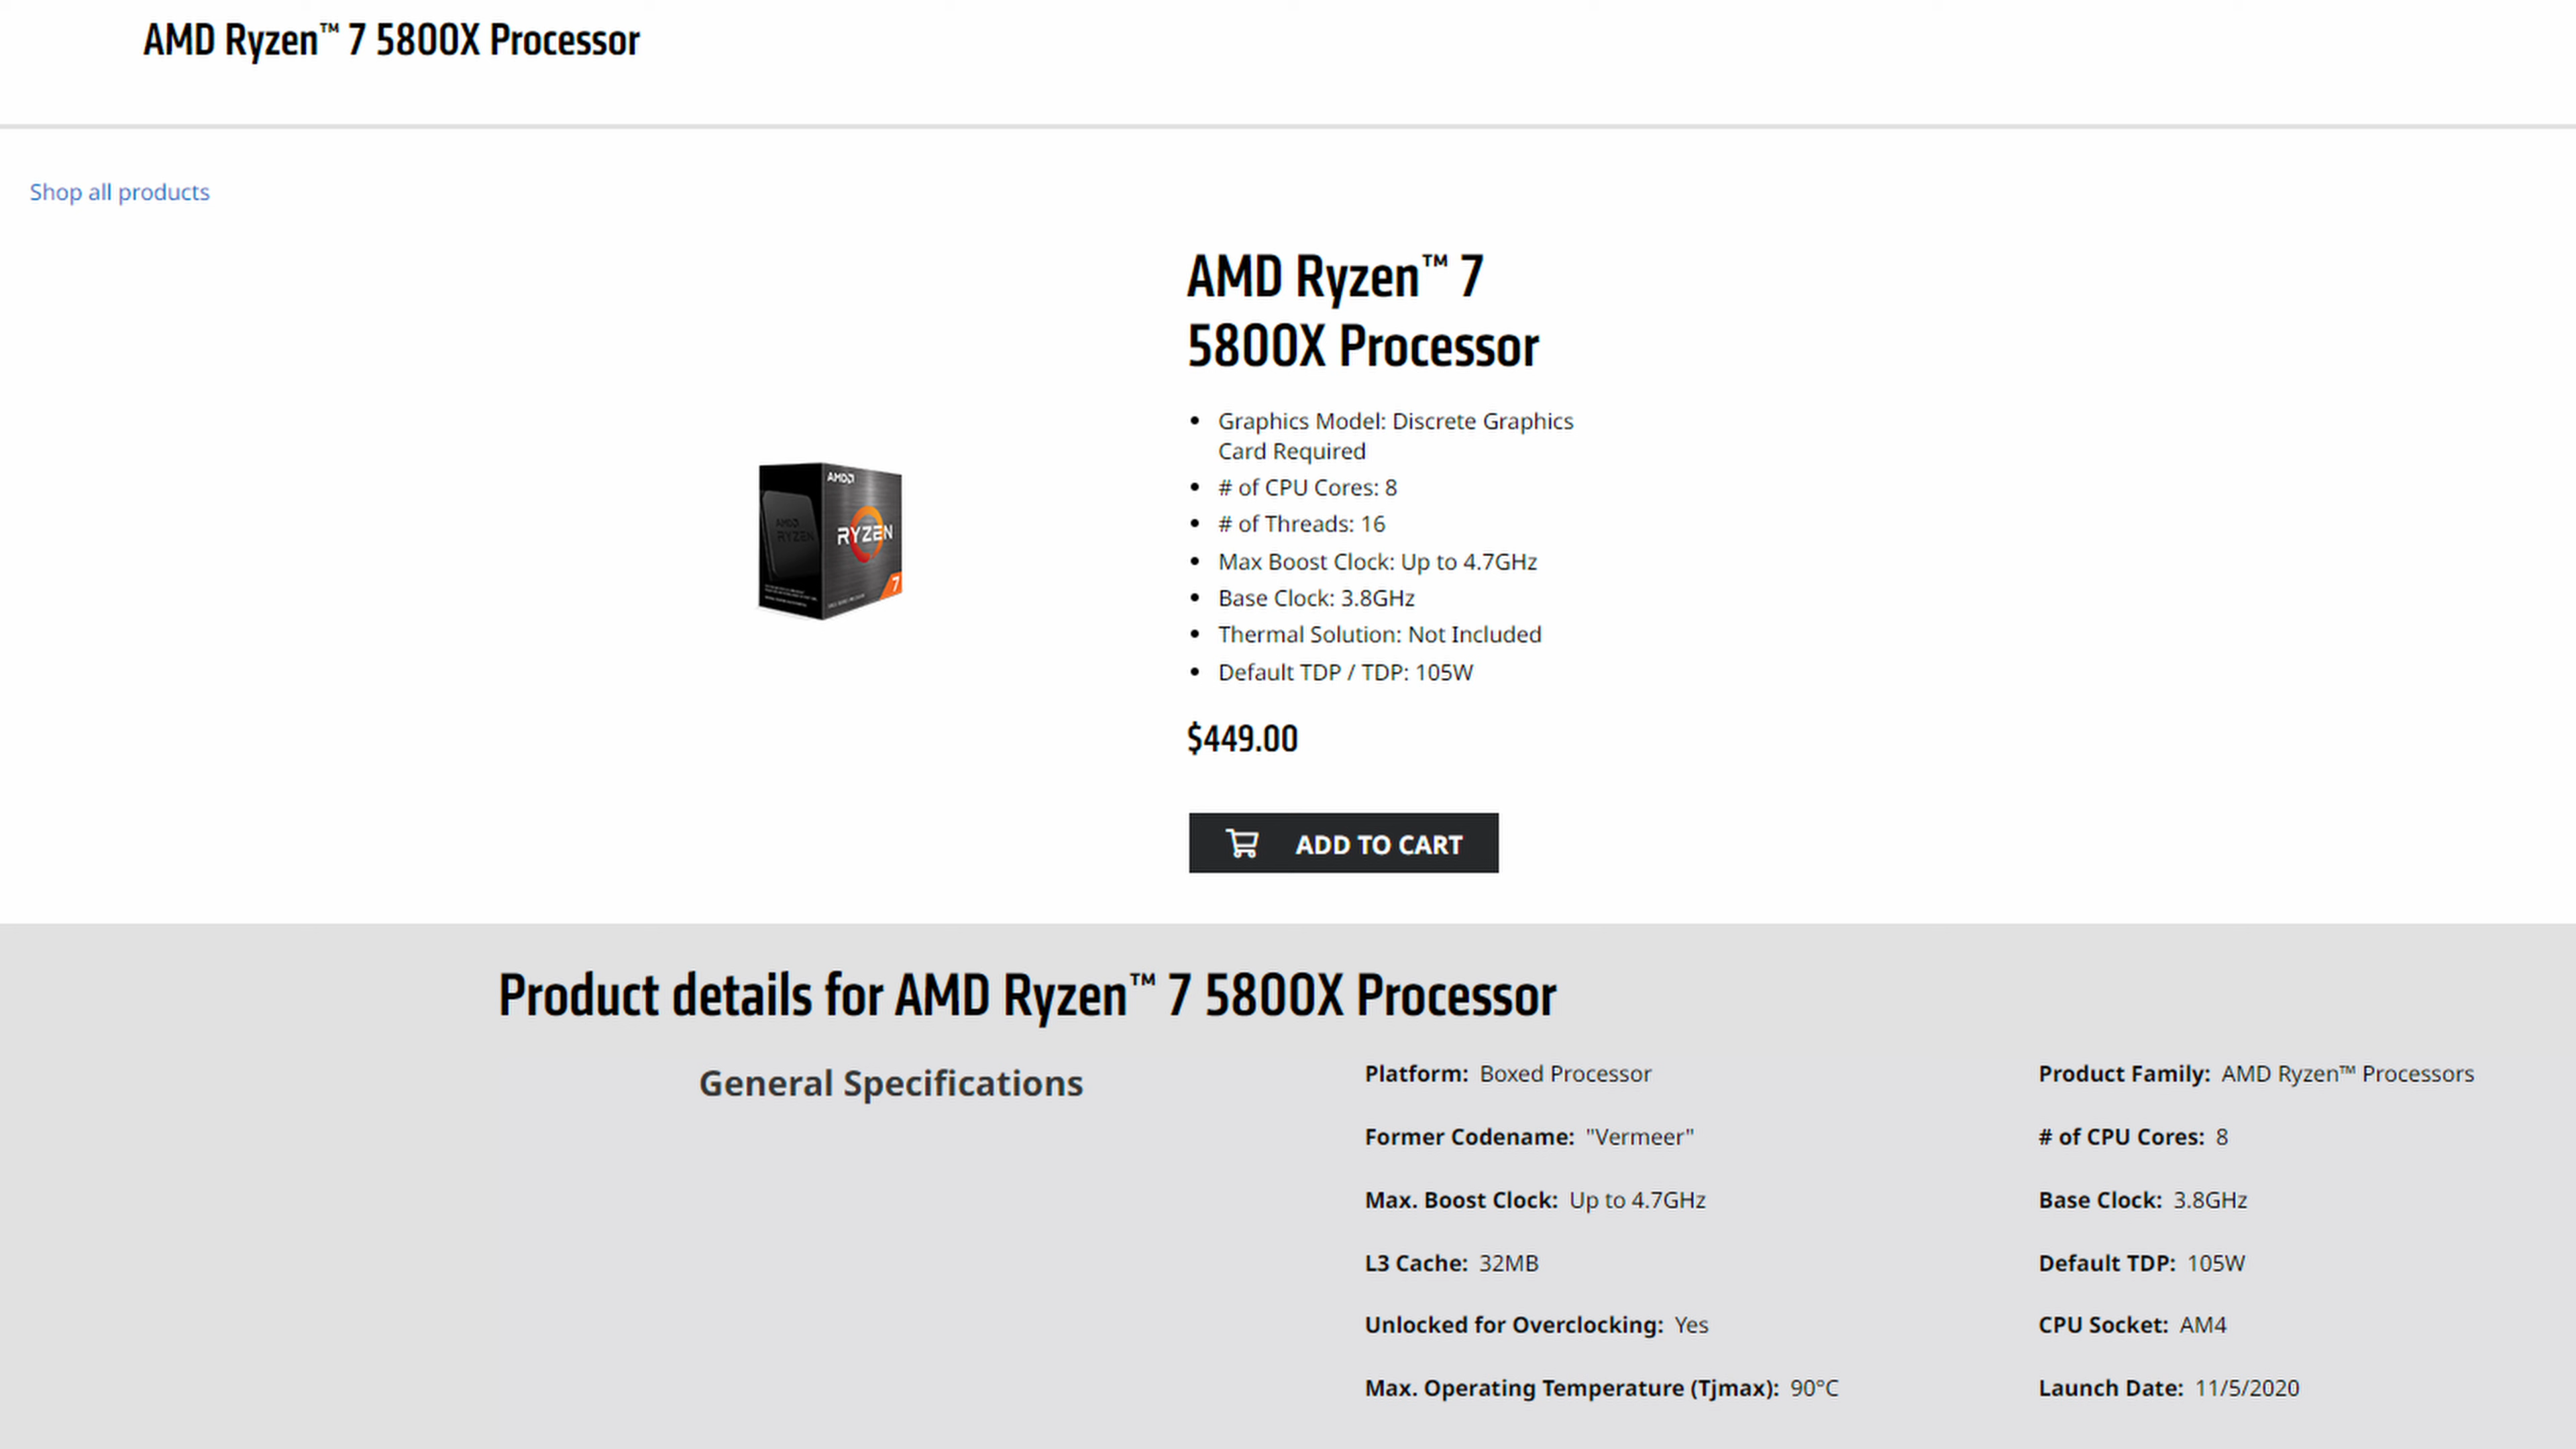 AMD Ryzen™ 7 5800X Processor
Shop all products
AMD Ryzen™ 7
5800X Processor
AMD
RYZEN
AMD
RYZEN
7
• Graphics Model: Discrete Graphics
Card Required
• # of CPU Cores: 8
• # of Threads: 16
• Max Boost Clock: Up to 4.7GHz
• Base Clock: 3.8GHz
• Thermal Solution: Not Included
• Default TDP / TDP: 105W
$449.00
ADD TO CART
Product details for AMD Ryzen™ 7 5800X Processor
General Specifications
Platform: Boxed Processor
Product Family: AMD Ryzen™ Processors
Former Codename: "Vermeer"
# of CPU Cores: 8
Max. Boost Clock: Up to 4.7GHz
Base Clock: 3.8GHz
L3 Cache: 32MB
Default TDP: 105W
Unlocked for Overclocking: Yes
CPU Socket: AM4
Max. Operating Temperature (Tjmax): 90°C
Launch Date: 11/5/2020